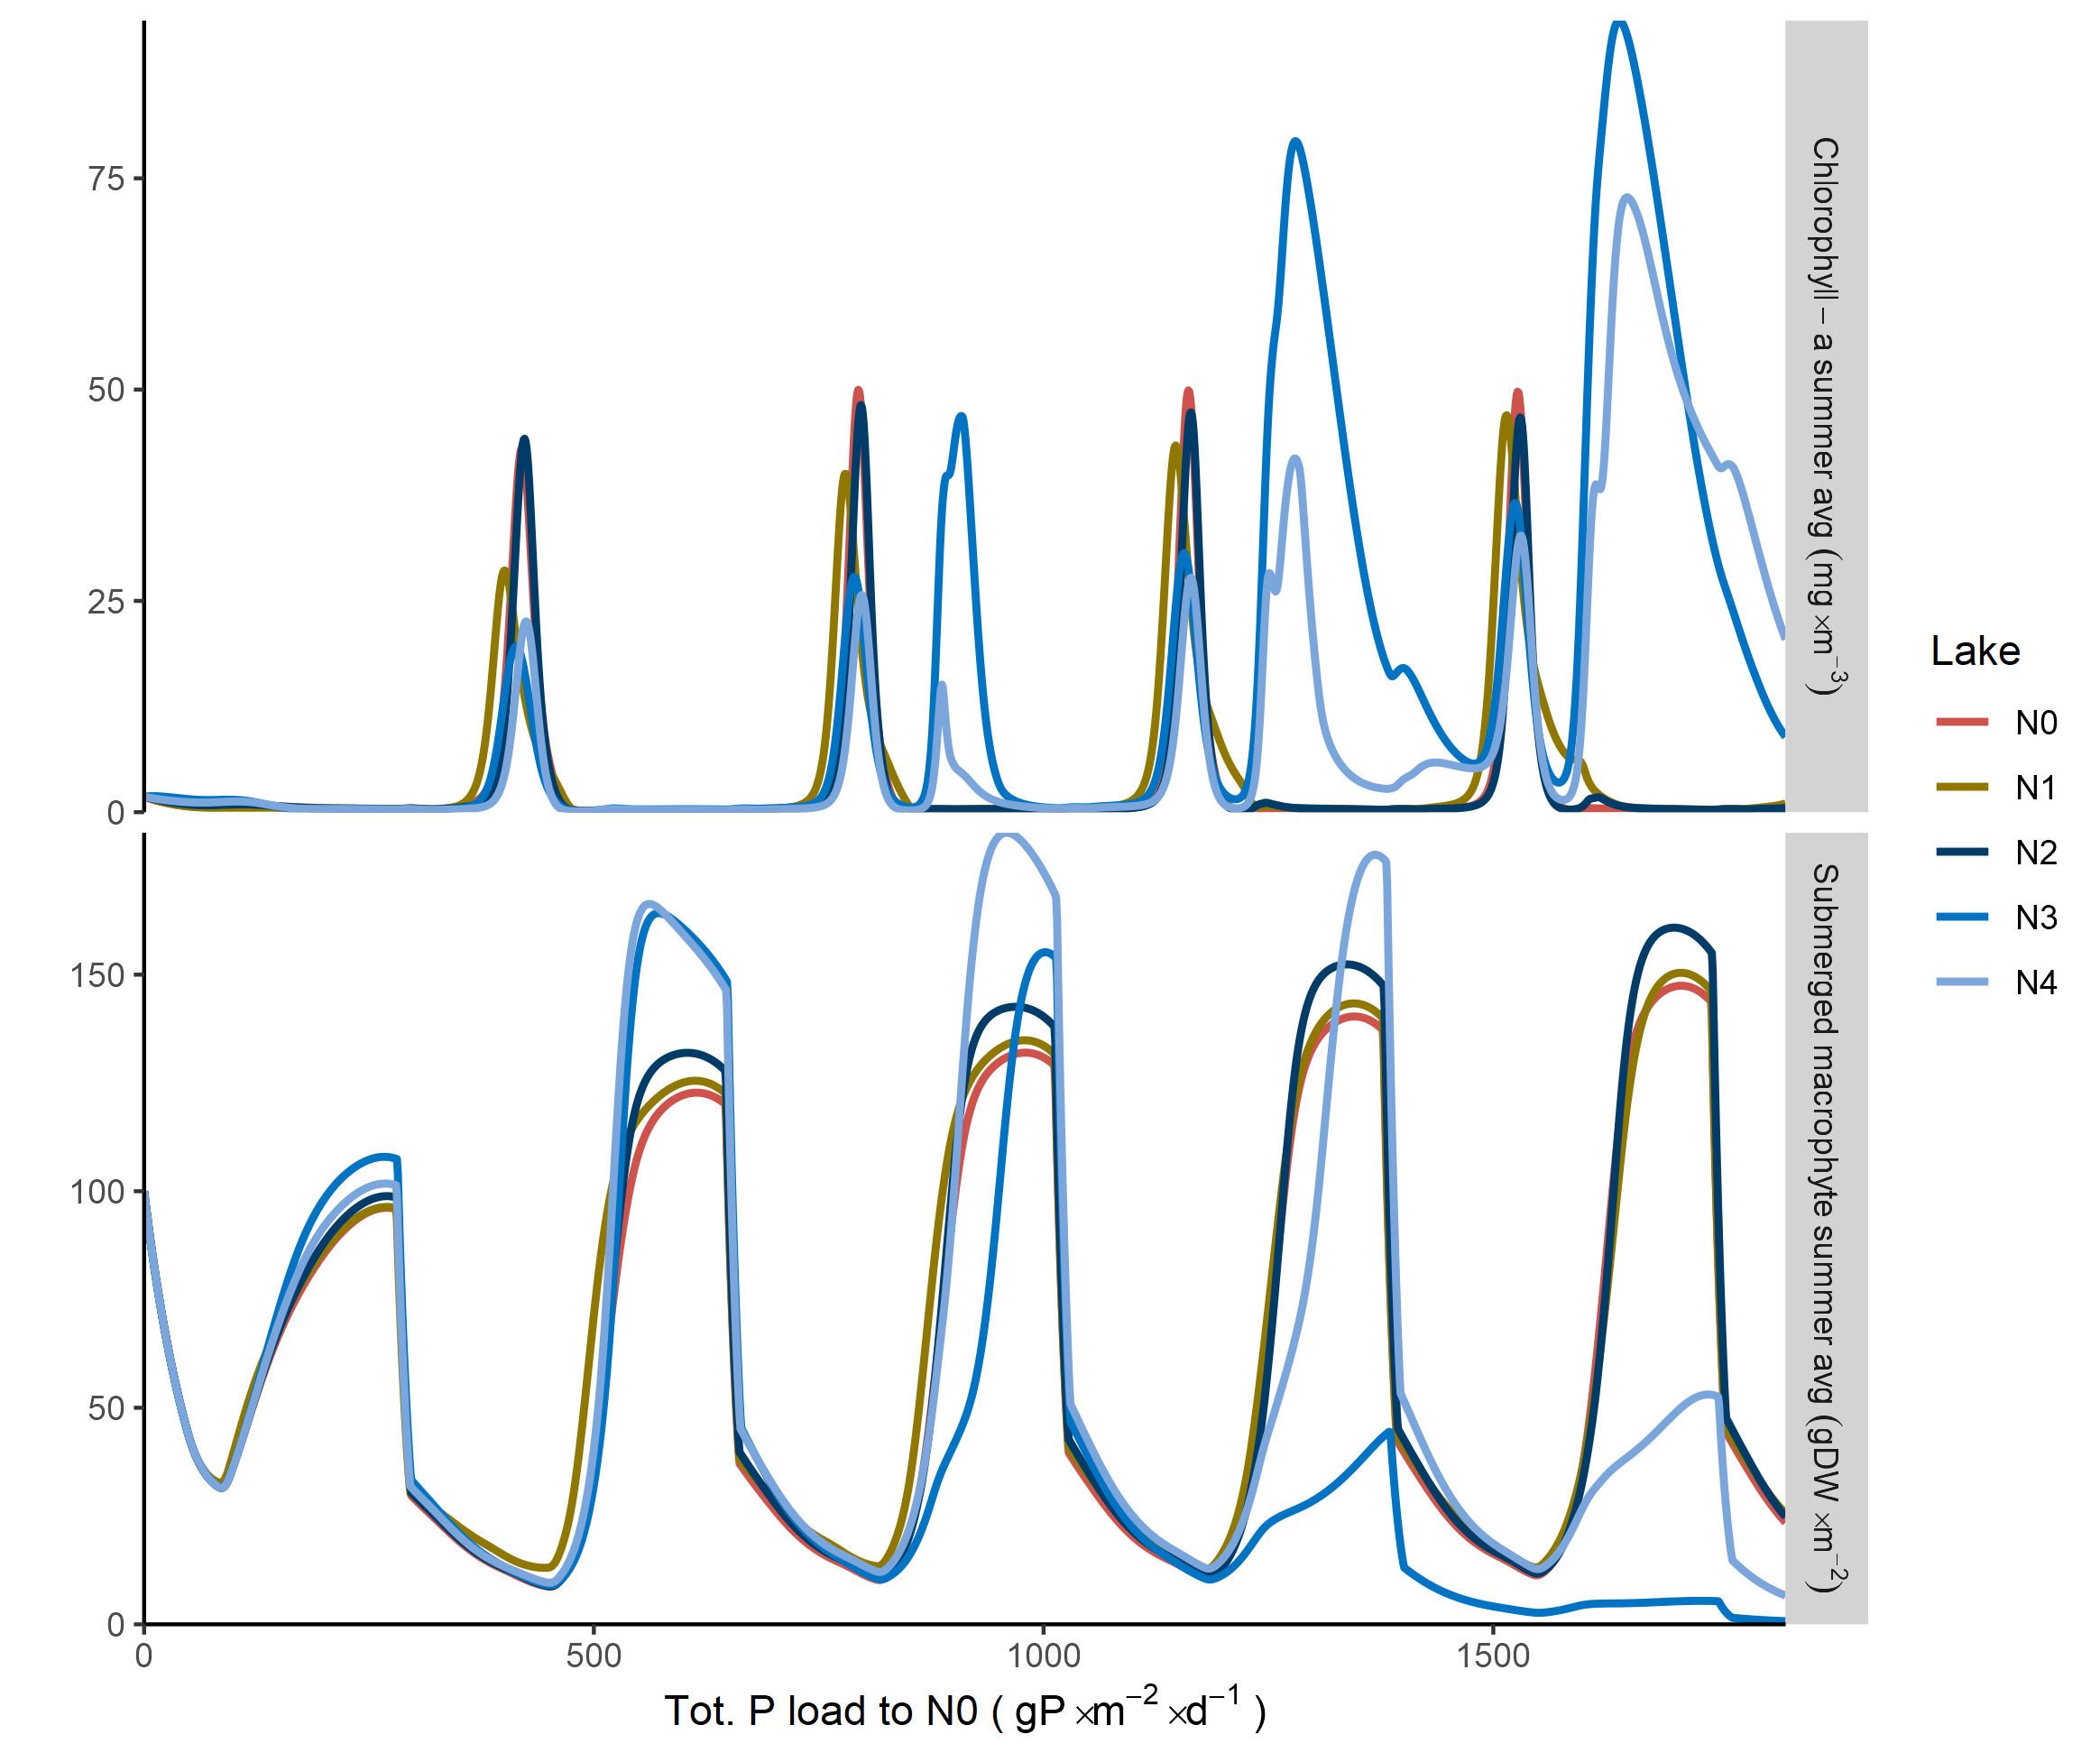 75
50
25
0
Chlorophyll − a summer avg ( mg ×m−3 )
150
100
50
0
Submerged macrophyte summer avg ( gDW ×m−2 )
0 500 1000 1500
Tot. P load to N0 ( gP ×m−2 ×d−1 )
Lake
N0
N1
N2
N3
N4